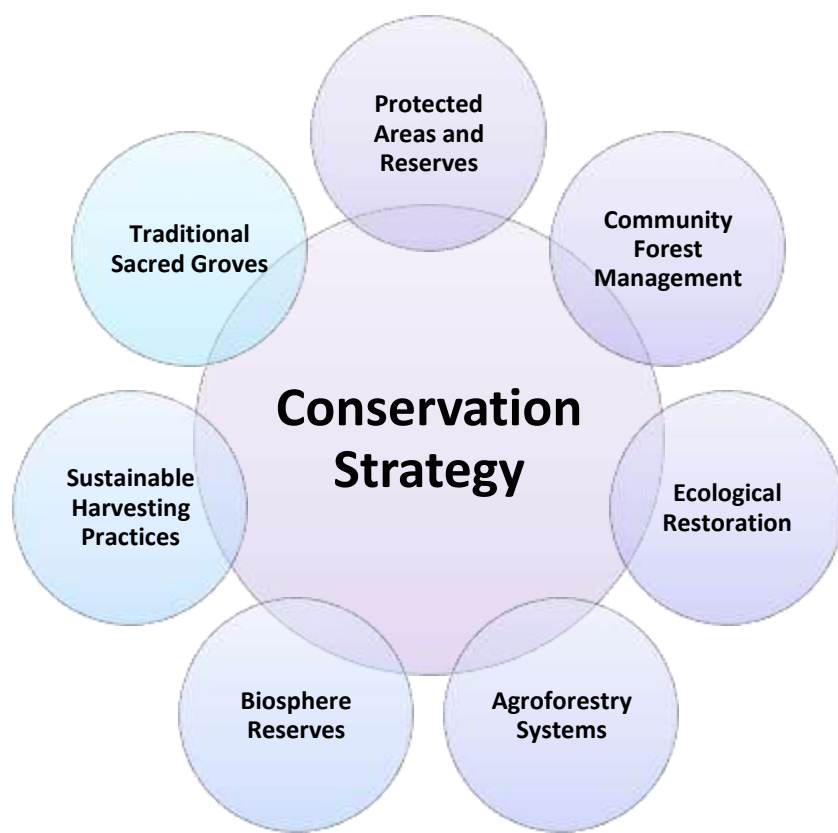 Protected
Areas and
Reserves
Community
Forest
Management
Ecological
Restoration
Agroforestry
Systems
Biosphere
Reserves
Sustainable
Harvesting
Practices
Traditional
Sacred Groves
Conservation
Strategy